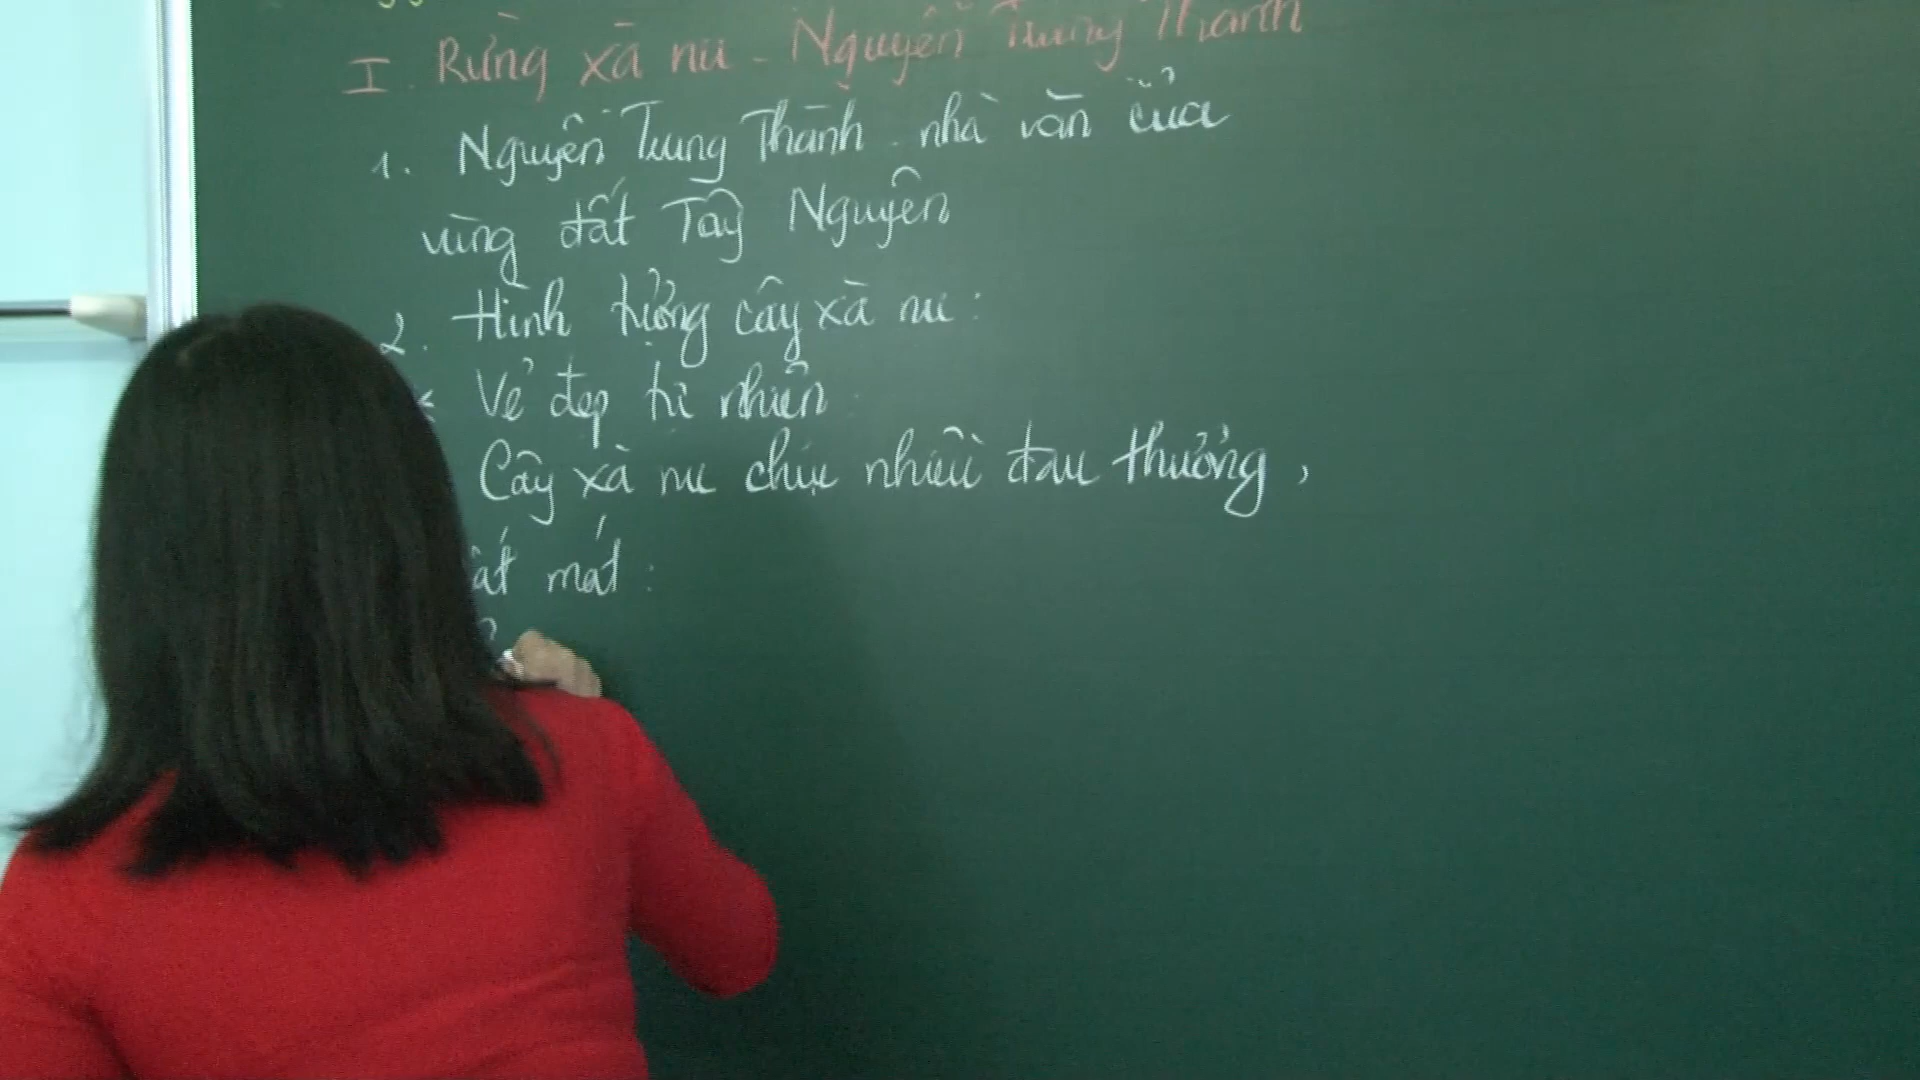 I. Rừng xà nu - Nguyễn Trung Thành
1. Nguyễn Trung Thành - nhà văn của
vùng đất Tây Nguyên
2. Hình tượng cây xà nu:
Vẻ đẹp tự nhiên
Cây xà nu chịu nhiều đau thương,
mát: